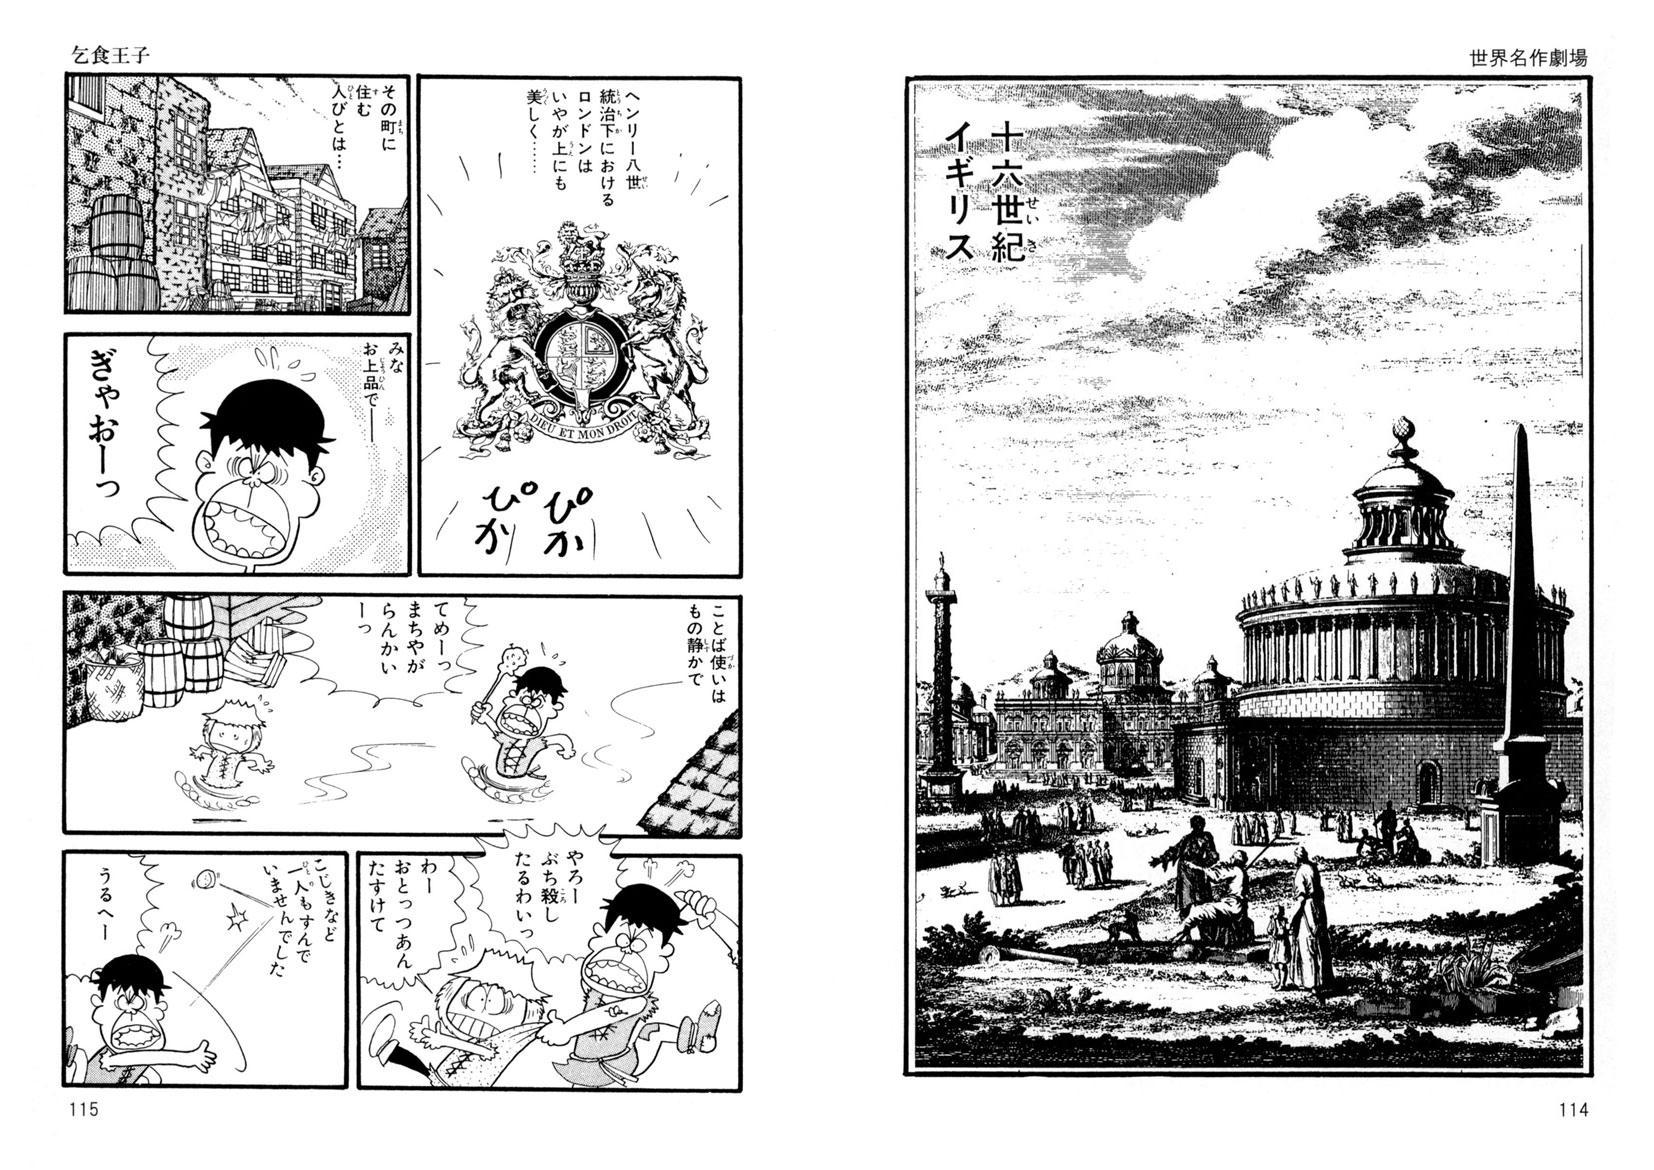 世界名作劇場
十六世紀
イギリス
114
乞食王子
ヘンリー八世
統治下における
ロンドンは
いやが上にも
美しく……
DIEU ET MON DROIT
ぴか
ぴか
その町に
住む
人びとは…
みな
お上品で――
ぎゃおーっ
ことば使いは
もの静かで
てめーっ
まちやが
らんかい
ーっ
やろー
ぶち殺し
たるわいっ
わー
おとっつあん
たすけて
こじきなど
一人もすんで
いませんでした
うるへー
115